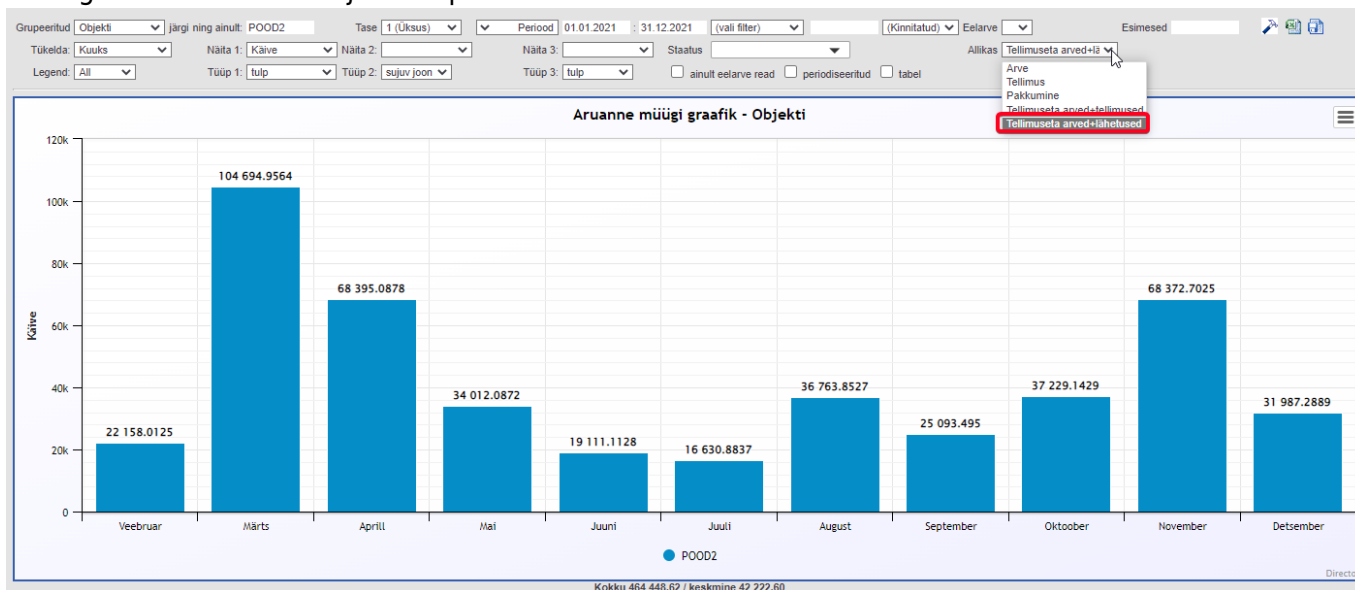 Grupeeritud Objekti järgi ning ainult: POOD2 Tase 1 (Üksus) Periood 01.01.2021 : 31.12.2021 (vali filter) (Kinnitatud) Eelarve Esimesed
Tükelda: Kuuks Näita 1: Käive Näita 2: Näita 3: Staatus Allikas Tellimuseta arved+lä
Legend: All Tüüp 1: tulp Tüüp 2: sujuv joon Tüüp 3: tulp ainult eelarve read periodiseeritud tabel
Arve
Tellimus
Pakkumine
Tellimuseta arved+tellimused
Tellimuseta arved+lähetused
Aruanne müügi graafik - Objekti
120k
104 694.9564
100k
80k
68 395.0878
68 372.7025
Käive
60k
40k
34 012.0872
36 763.8527
37 229.1429
31 987.2889
22 158.0125
19 111.1128
16 630.8837
25 093.495
20k
0
Veebruar Märts Aprill Mai Juuni Juuli August September Oktoober November Detsember
POOD2
Directo
Kokku 464 448.62 / keskmine 42 222.60